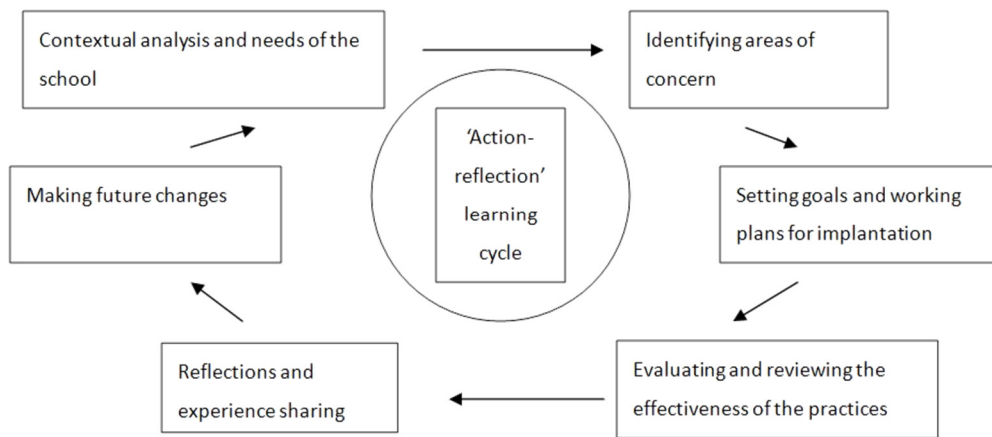 Contextual analysis and needs of the
school
Identifying areas of
concern
‘Action-
reflection’
learning
cycle
Making future changes
Setting goals and working
plans for implantation
Reflections and
experience sharing
Evaluating and reviewing the
effectiveness of the practices